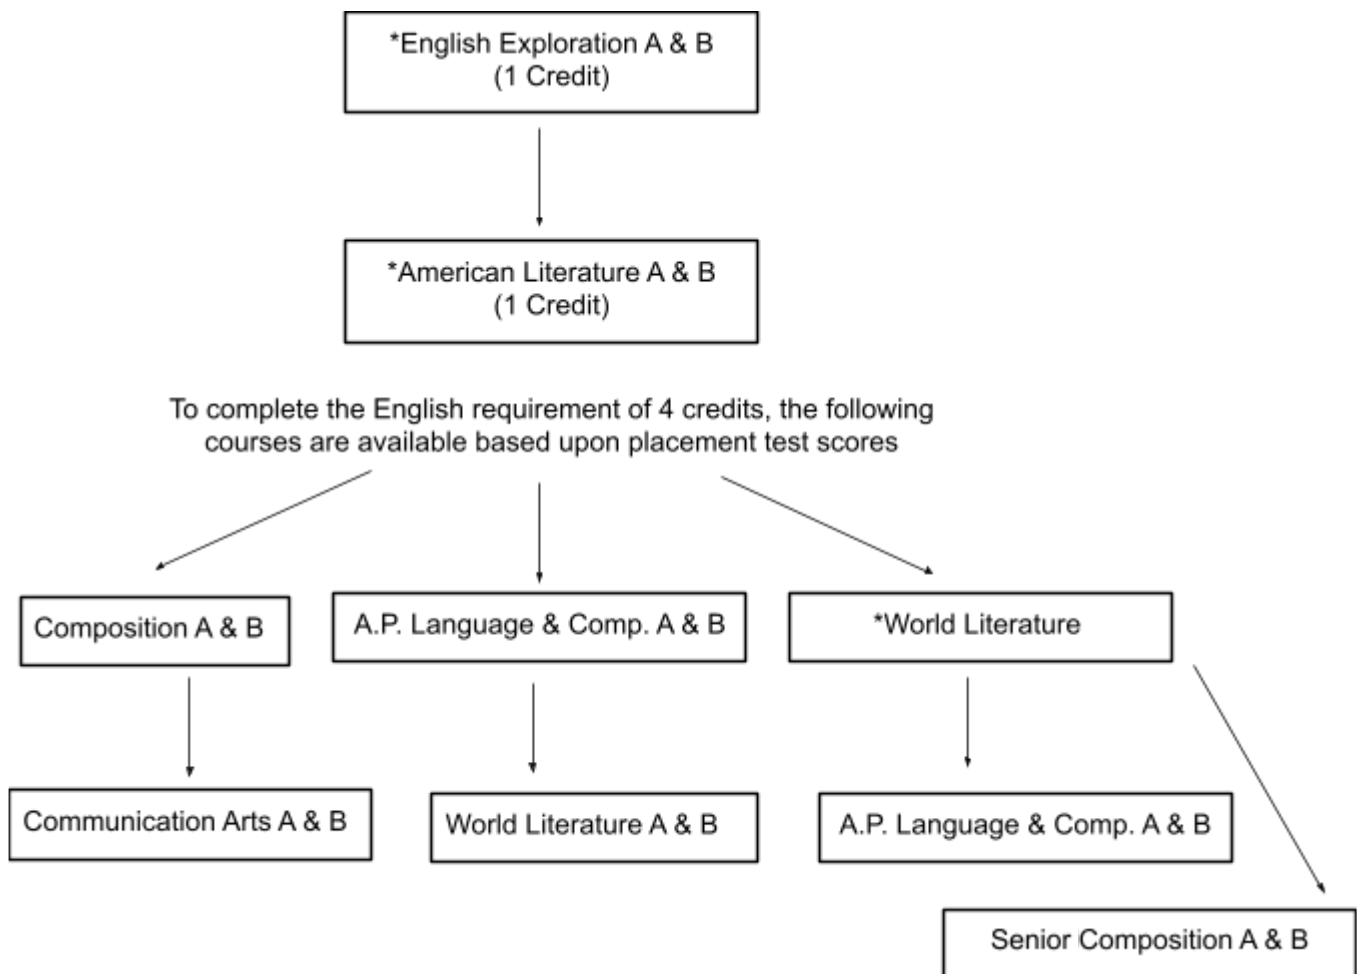 *English Exploration A & B
(1 Credit)
*American Literature A & B
(1 Credit)
To complete the English requirement of 4 credits, the following
courses are available based upon placement test scores
Composition A & B
A.P. Language & Comp. A & B
*World Literature
Communication Arts A & B
World Literature A & B
A.P. Language & Comp. A & B
Senior Composition A & B